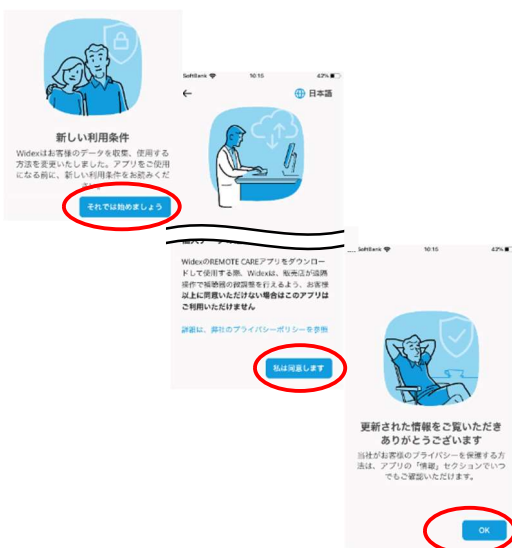 新しい利用条件
Widexはお客様のデータを収集、使用する
方法を変更いたしました。アプリをご使用
になる前に、新しい利用条件をお読みくだ
それでは始めましょう
SoftBank 10:15 42%
← 日本語
WidexのREMOTE CAREアプリをダウンロー
ドして使用する際、Widexは、販売店が遠隔
操作で補聴器の微調整を行えるよう、お客様
以上に同意いただけない場合はこのアプリは
ご利用いただけません
詳細は、弊社のプライバシーポリシーを参照
私は同意します
SoftBank 10:15 42%
更新された情報をご覧いただき
ありがとうございます
当社がお客様のプライバシーを保護する方
法は、アプリの「情報」セクションでいつ
でもご確認いただけます。
OK